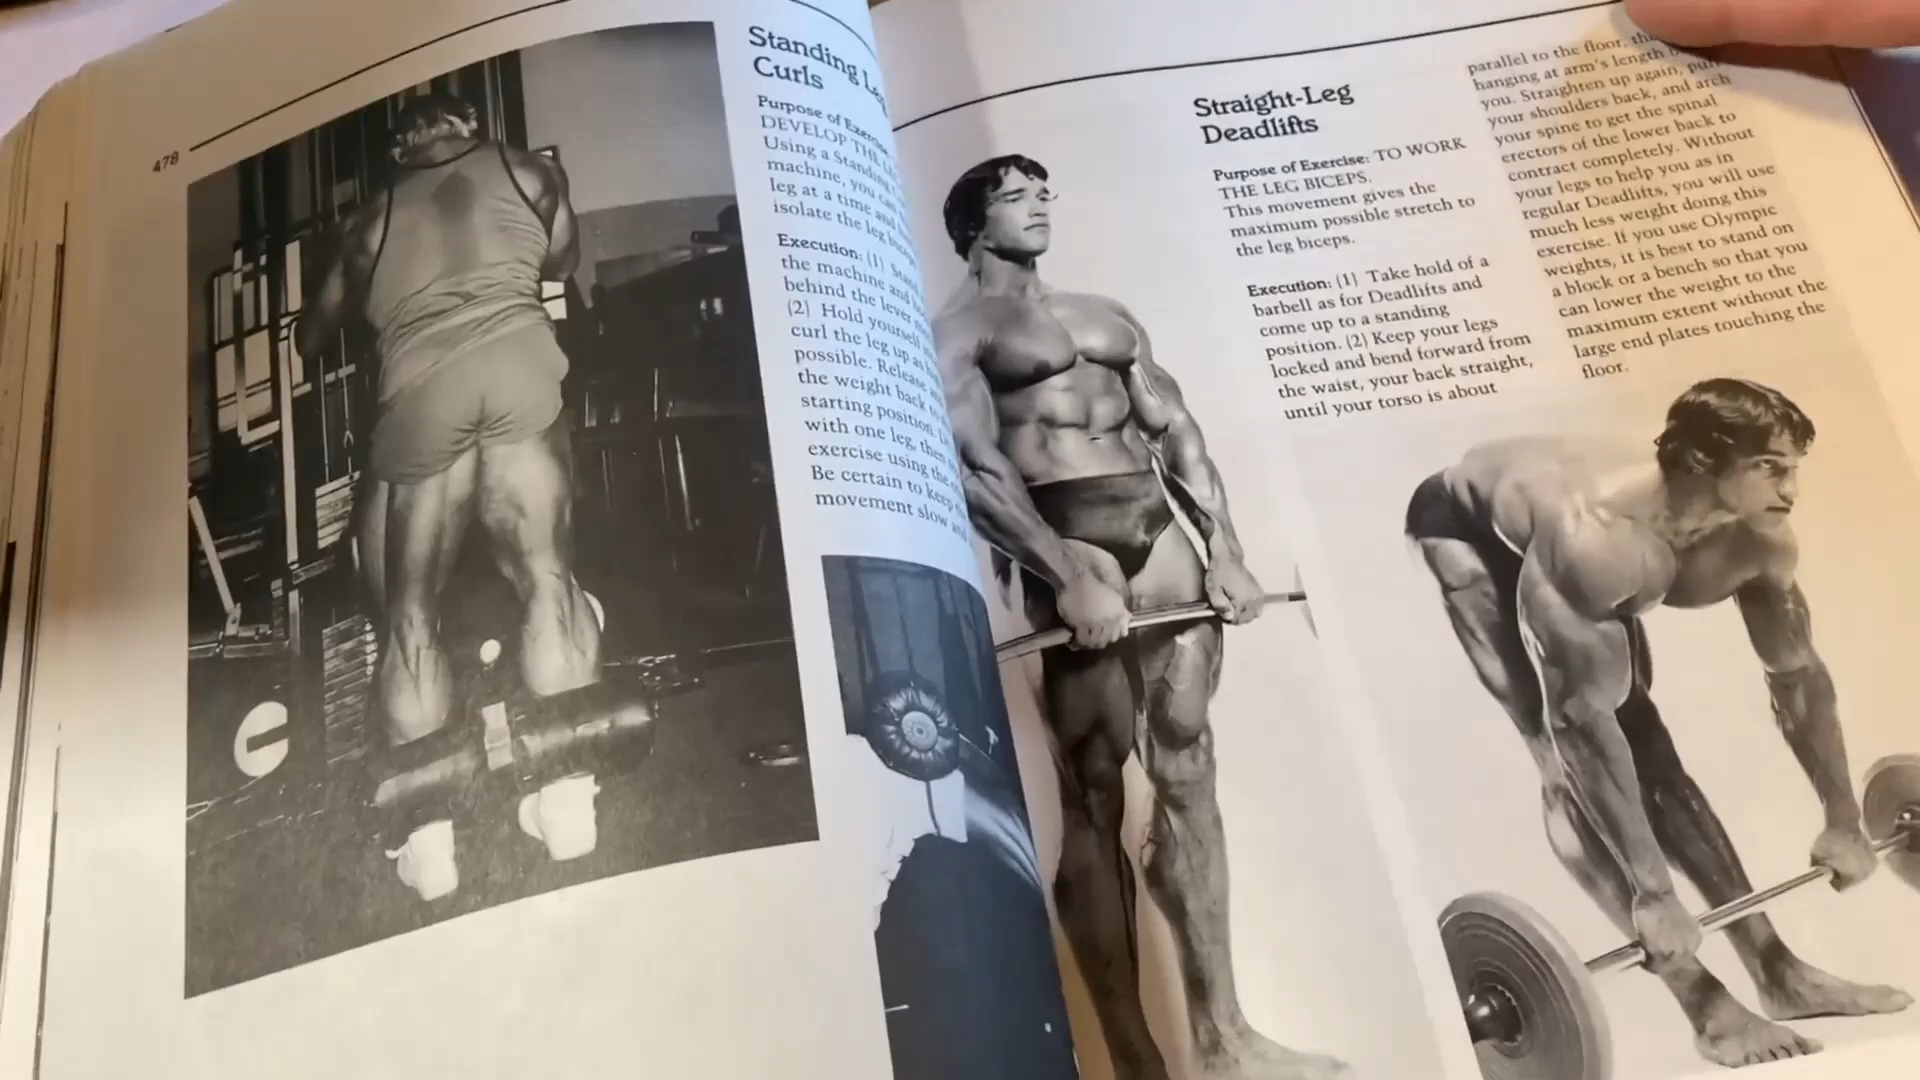 478
Standing Leg
Curls
Purpose of Exercise
DEVELOP THE
Using a Standing
machine, you can
leg at a time and
isolate the leg
Execution: (1)
the machine and
behind the lever
(2) Hold yourself
curl the leg up as
possible. Release
the weight back to
starting position.
with one leg, then
exercise using the
Be certain to keep
movement slow and
Straight-Leg
Deadlifts
Purpose of Exercise: TO WORK
THE LEG BICEPS.
This movement gives the
maximum possible stretch to
the leg biceps.
Execution: (1) Take hold of a
barbell as for Deadlifts and
come up to a standing
position. (2) Keep your legs
locked and bend forward from
the waist, your back straight,
until your torso is about
parallel to the floor,
hanging at arm's length
you. Straighten up again, pull
your shoulders back, and arch
your spine to get the spinal
erectors of the lower back to
contract completely. Without
your legs to help you as in
regular Deadlifts, you will use
much less weight doing this
exercise. If you use Olympic
weights, it is best to stand on
a block or a bench so that you
can lower the weight to the
maximum extent without the
large end plates touching the
floor.